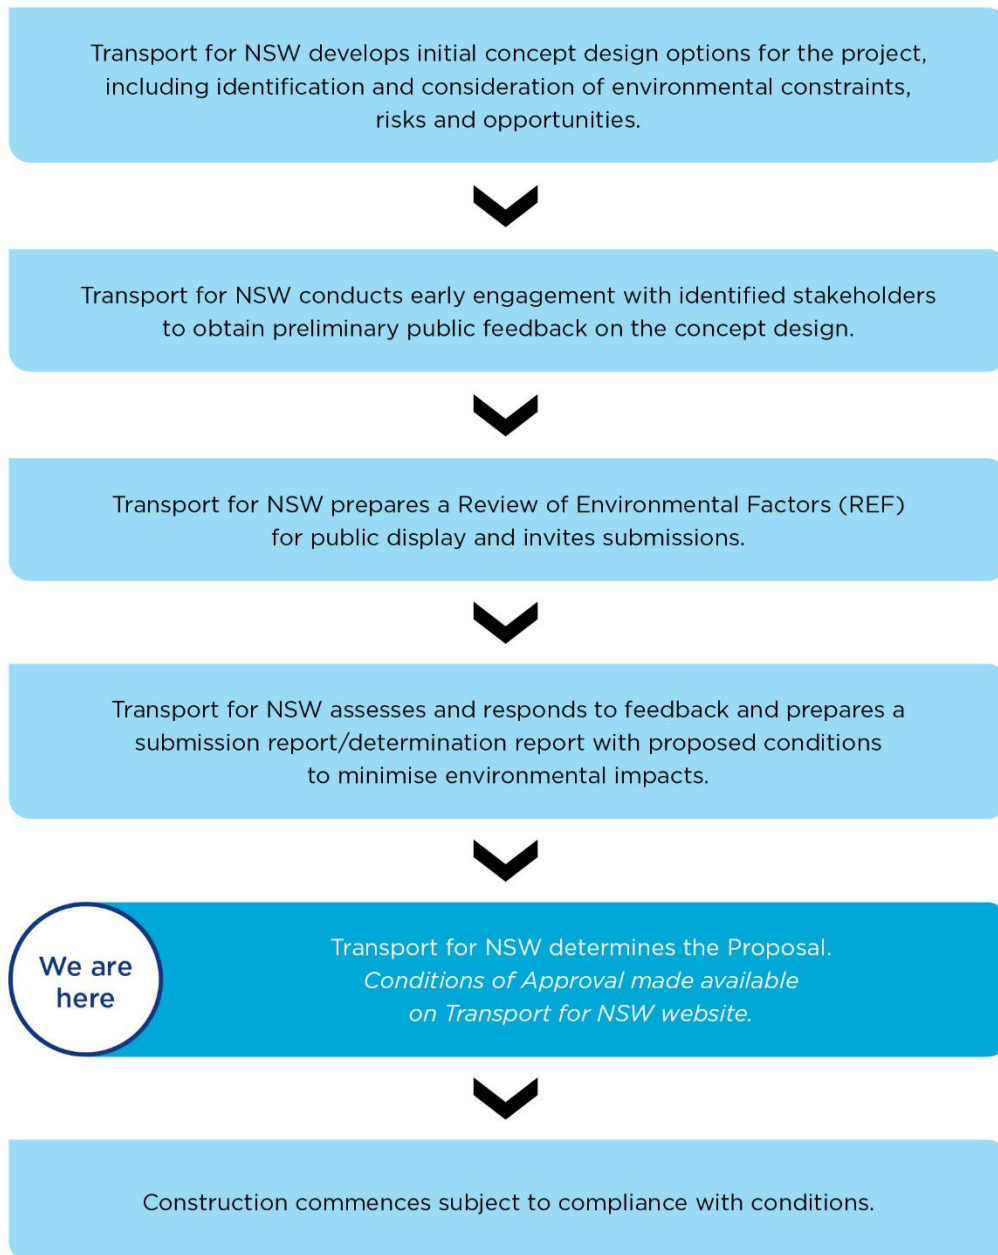 Transport for NSW develops initial concept design options for the project,
including identification and consideration of environmental constraints,
risks and opportunities.
Transport for NSW conducts early engagement with identified stakeholders
to obtain preliminary public feedback on the concept design.
Transport for NSW prepares a Review of Environmental Factors (REF)
for public display and invites submissions.
Transport for NSW assesses and responds to feedback and prepares a
submission report/determination report with proposed conditions
to minimise environmental impacts.
We are
here
Transport for NSW determines the Proposal.
Conditions of Approval made available
on Transport for NSW website.
Construction commences subject to compliance with conditions.